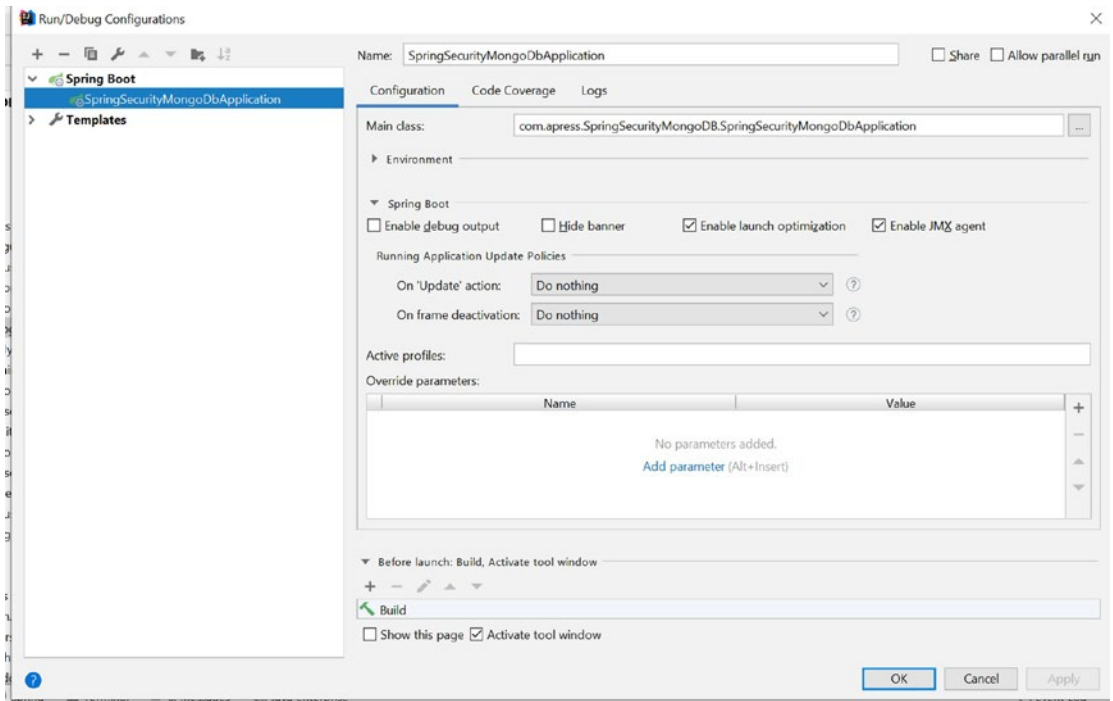 Run/Debug Configurations
Name: SpringSecurityMongoDbApplication
Share
Allow parallel run
Spring Boot
SpringSecurityMongoDbApplication
Templates
Configuration Code Coverage Logs
Main class: com.apress.SpringSecurityMongoDB.SpringSecurityMongoDbApplication ...
Environment
Spring Boot
Enable debug output Hide banner Enable launch optimization Enable JMX agent
Running Application Update Policies
On 'Update' action: Do nothing ?
On frame deactivation: Do nothing ?
Active profiles:
Override parameters:
Name Value
No parameters added.
Add parameter (Alt+Insert)
Before launch: Build, Activate tool window
Build
Show this page Activate tool window
? OK Cancel Apply